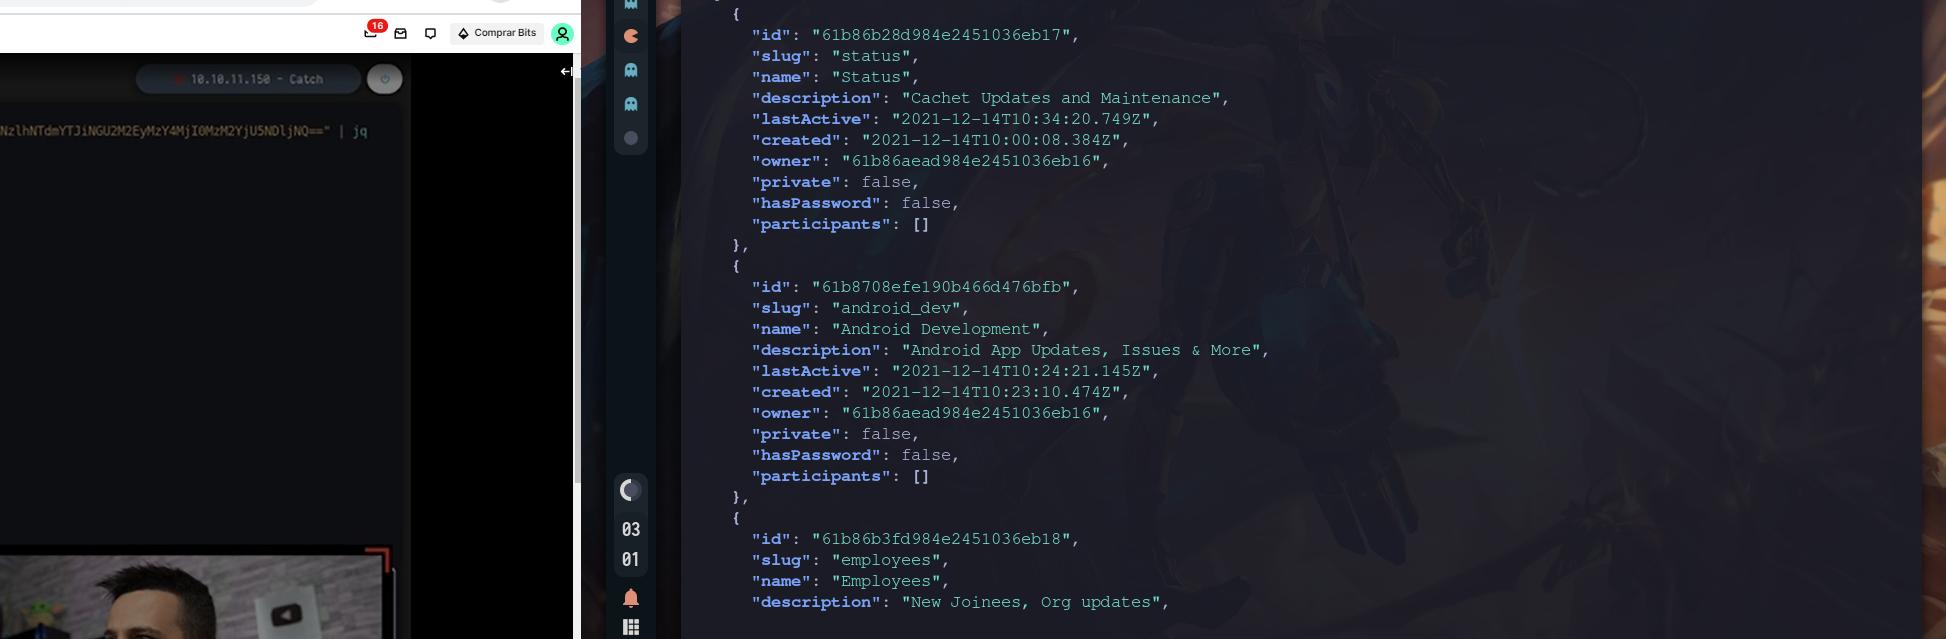 16
Comprar Bits
10.10.11.150 - Catch
NzlhNTdmYTJiNGU2M2EyMzY4MjI0MzM2YjU5NDljNQ==" | jq
03
01
{
"id": "61b86b28d984e2451036eb17",
"slug": "status",
"name": "Status",
"description": "Cachet Updates and Maintenance",
"lastActive": "2021-12-14T10:34:20.749Z",
"created": "2021-12-14T10:00:08.384Z",
"owner": "61b86aead984e2451036eb16",
"private": false,
"hasPassword": false,
"participants": []
},
{
"id": "61b8708efe190b466d476bfb",
"slug": "android_dev",
"name": "Android Development",
"description": "Android App Updates, Issues & More",
"lastActive": "2021-12-14T10:24:21.145Z",
"created": "2021-12-14T10:23:10.474Z",
"owner": "61b86aead984e2451036eb16",
"private": false,
"hasPassword": false,
"participants": []
},
{
"id": "61b86b3fd984e2451036eb18",
"slug": "employees",
"name": "Employees",
"description": "New Joinees, Org updates",